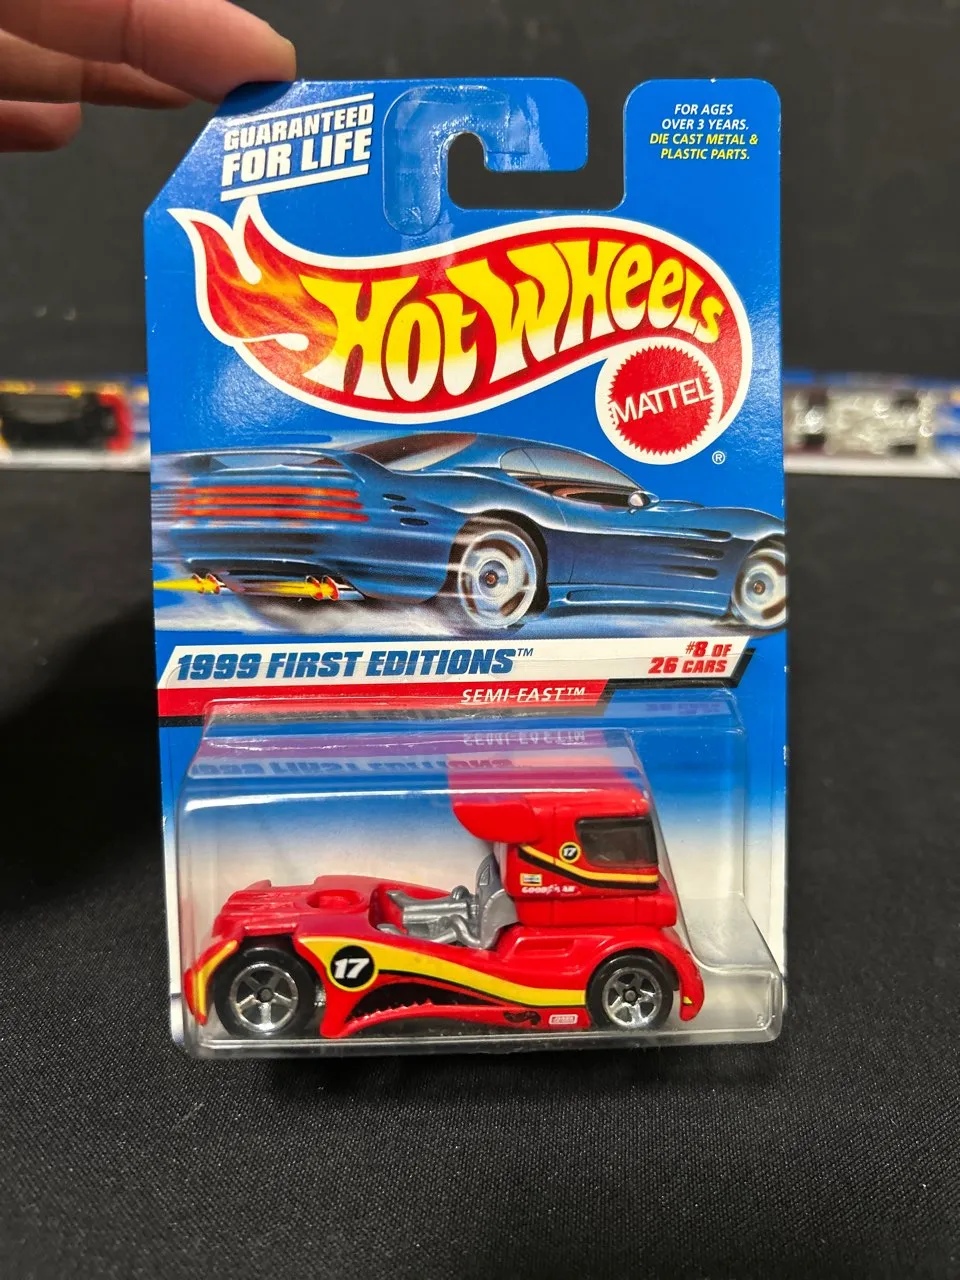 GUARANTEED
FOR LIFE
FOR AGES
OVER 3 YEARS.
DIE CAST METAL &
PLASTIC PARTS.
HOT WHEELS
MATTEL
®
1999 FIRST EDITIONS™
#8 OF
26 CARS
SEMI-FAST™
17
GOODYEAR
17